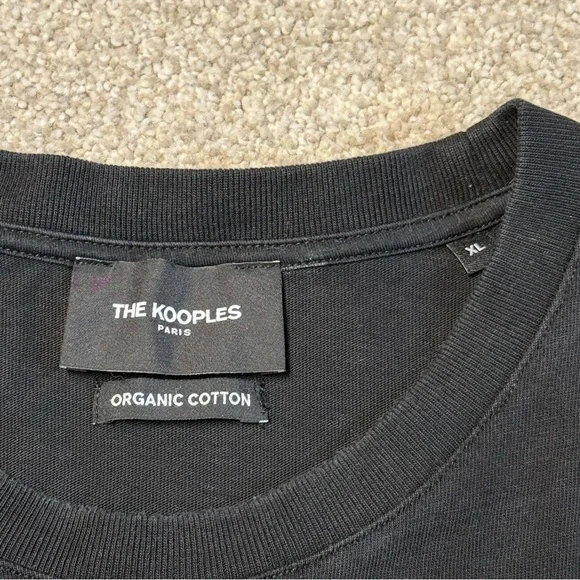 XL
THE KOOPLES
PARIS
ORGANIC COTTON